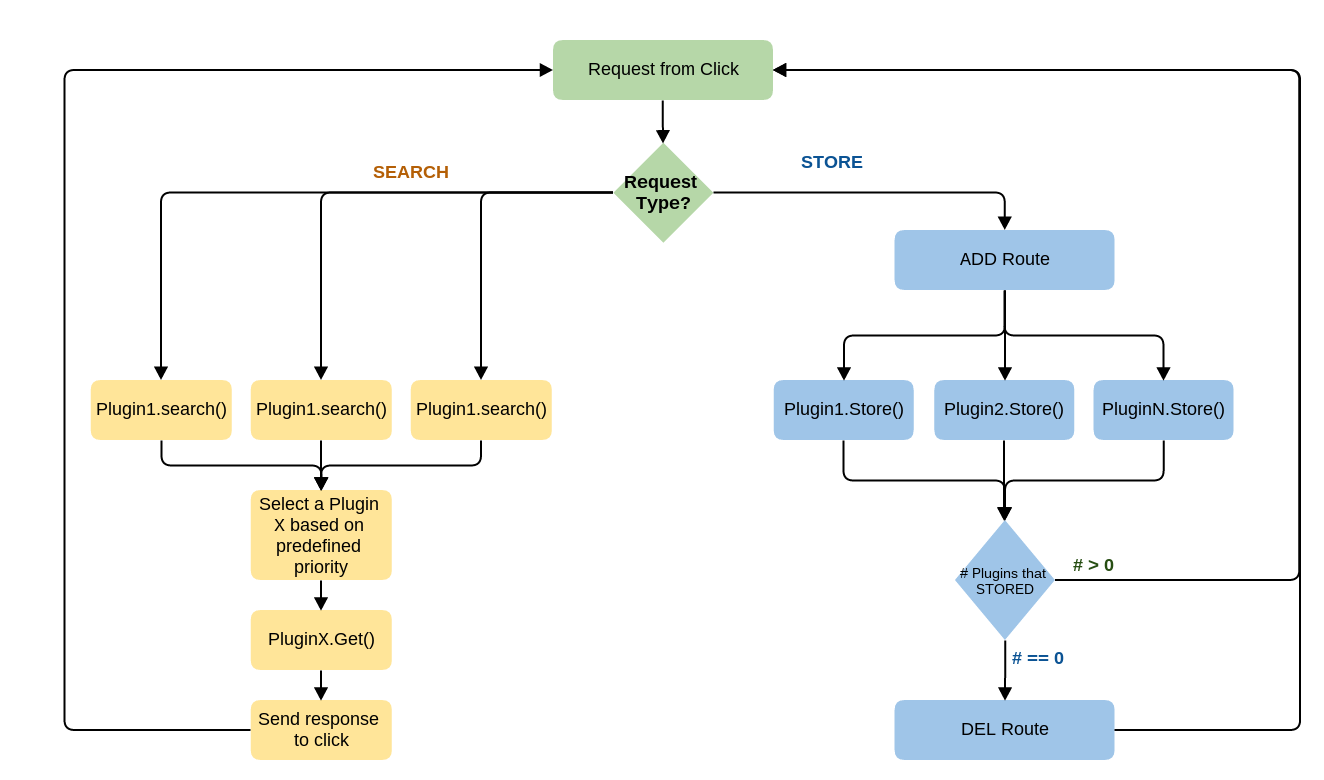 Request from Click
SEARCH
STORE
Request
Type?
ADD Route
Plugin1.search()
Plugin1.search()
Plugin1.search()
Plugin1.Store()
Plugin2.Store()
PluginN.Store()
Select a Plugin
X based on
predefined
priority
# > 0
# Plugins that
STORED
PluginX.Get()
# == 0
Send response
to click
DEL Route